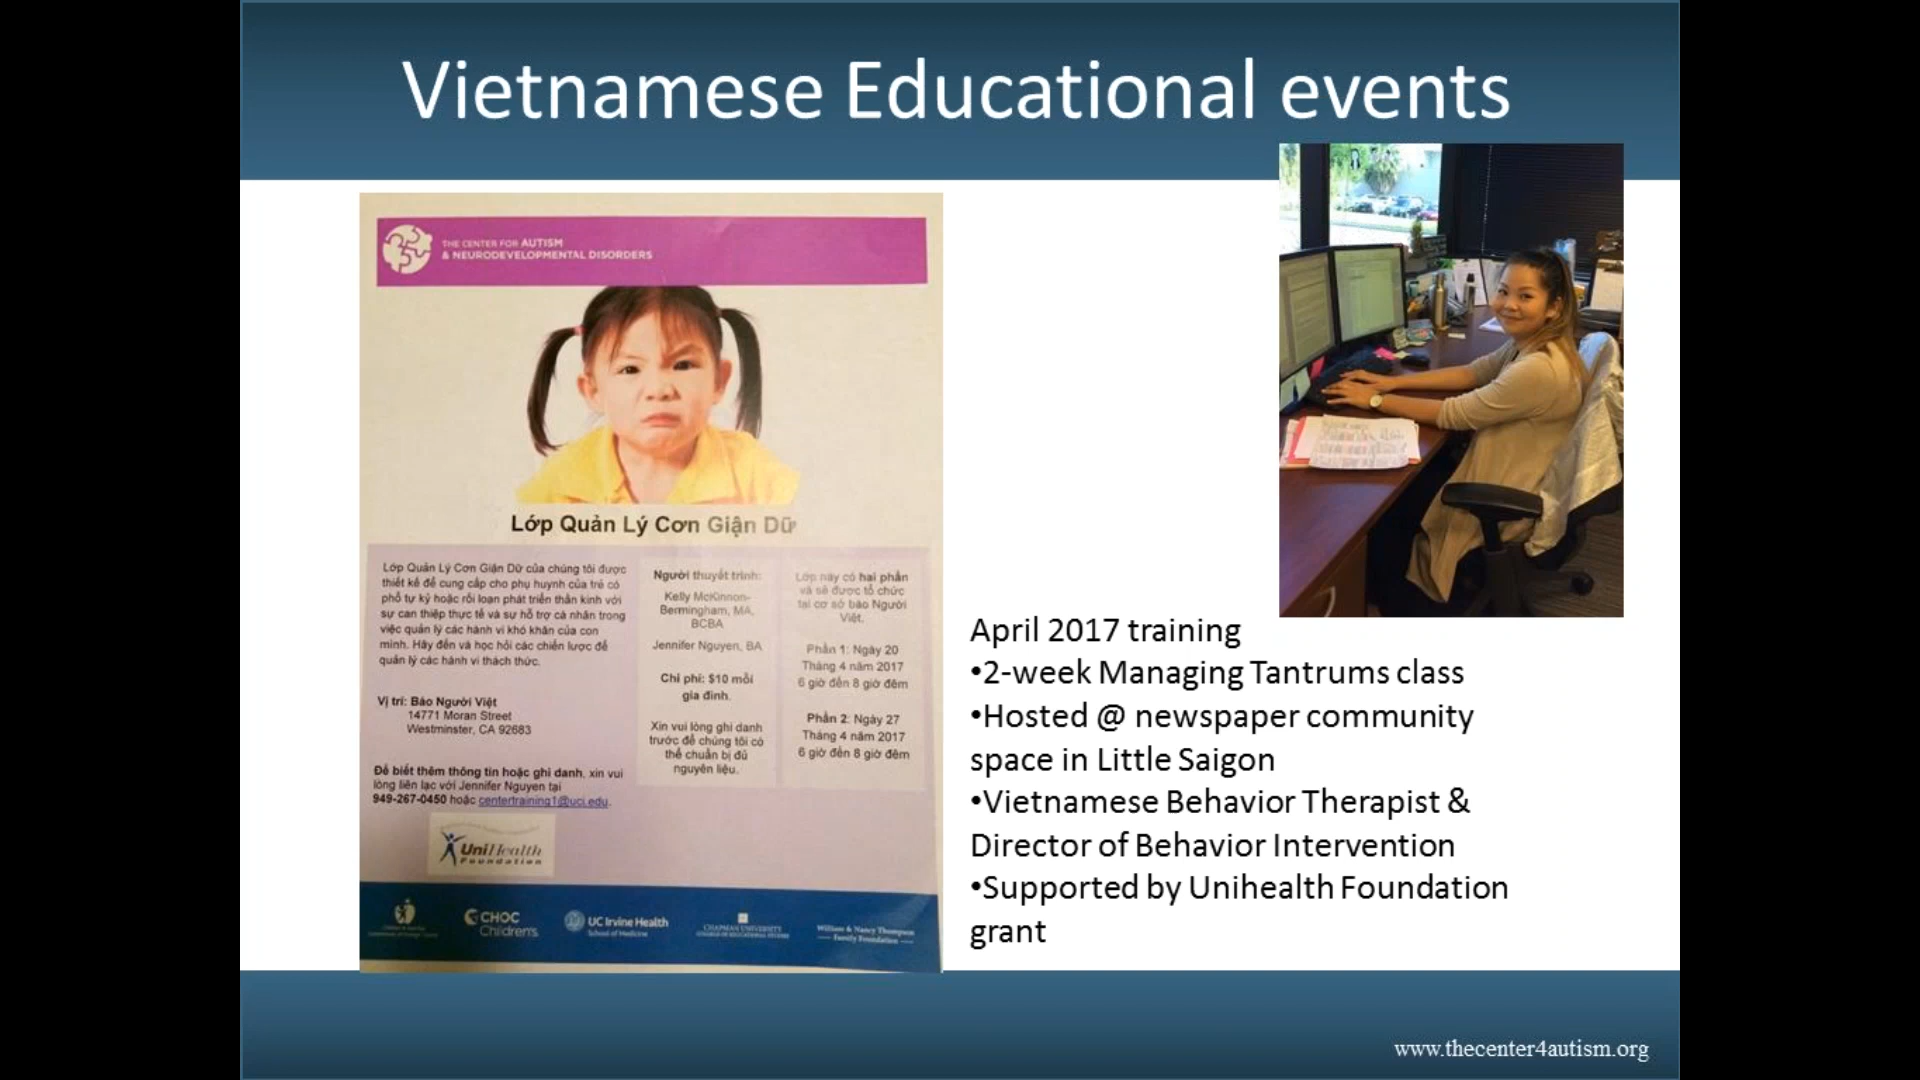 Vietnamese Educational events
THE CENTER FOR AUTISM
& NEURODEVELOPMENTAL DISORDERS
Lớp Quản Lý Cơn Giận Dữ
Lớp Quản Lý Cơn Giận Dữ của chúng tôi được
thiết kế để cung cấp cho phụ huynh của trẻ có
phổ tự kỷ hoặc rối loạn phát triển thần kinh với
sự can thiệp thực tế và sự hỗ trợ cá nhân trong
việc quản lý các hành vi khó khăn của con
mình. Hãy đến và học hỏi các chiến lược để
quản lý các hành vi thách thức.
Vị trí: Báo Người Việt
14771 Moran Street
Westminster, CA 92683
Để biết thêm thông tin hoặc ghi danh, xin vui
lòng liên lạc với Jennifer Nguyen tại
949-267-0450 hoặc centertraining1@uci.edu.
Người thuyết trình:
Kelly McKinnon-
Bermingham, MA,
BCBA
Jennifer Nguyen, BA
Chi phí: $10 mỗi
gia đình.
Xin vui lòng ghi danh
trước để chúng tôi có
thể chuẩn bị đủ
nguyên liệu.
Lớp này có hai phần
và sẽ được tổ chức
tại cơ sở báo Người
Việt.
Phần 1: Ngày 20
Tháng 4 năm 2017
6 giờ đến 8 giờ đêm
Phần 2: Ngày 27
Tháng 4 năm 2017
6 giờ đến 8 giờ đêm
UniHealth
Foundation
CHOC
Children's
UC Irvine Health
School of Medicine
CHAPMAN UNIVERSITY
COLLEGE OF EDUCATIONAL STUDIES
William & Nancy Thompson
Family Foundation
April 2017 training
•2-week Managing Tantrums class
•Hosted @ newspaper community
space in Little Saigon
•Vietnamese Behavior Therapist &
Director of Behavior Intervention
•Supported by Unihealth Foundation
grant
www.thecenter4autism.org